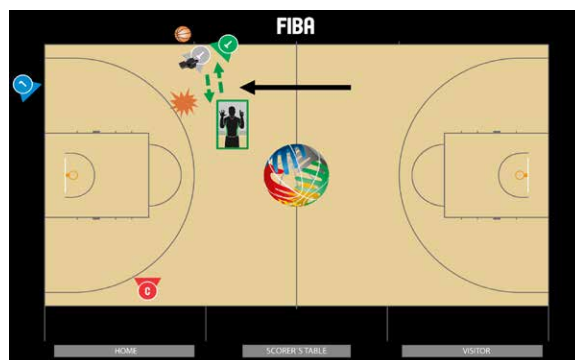 FIBA
T
T
L
C
HOME
SCORER'S TABLE
VISITOR